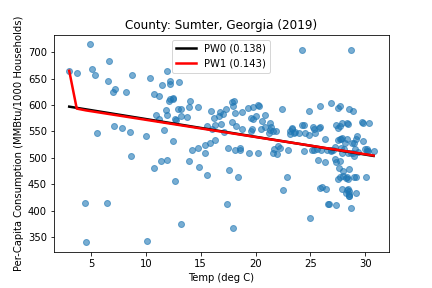 County: Sumter, Georgia (2019)
PW0 (0.138)
PW1 (0.143)
Per-Capita Consumption (MMBtu/1000 Households)
700
650
600
550
500
450
400
350
5 10 15 20 25 30
Temp (deg C)